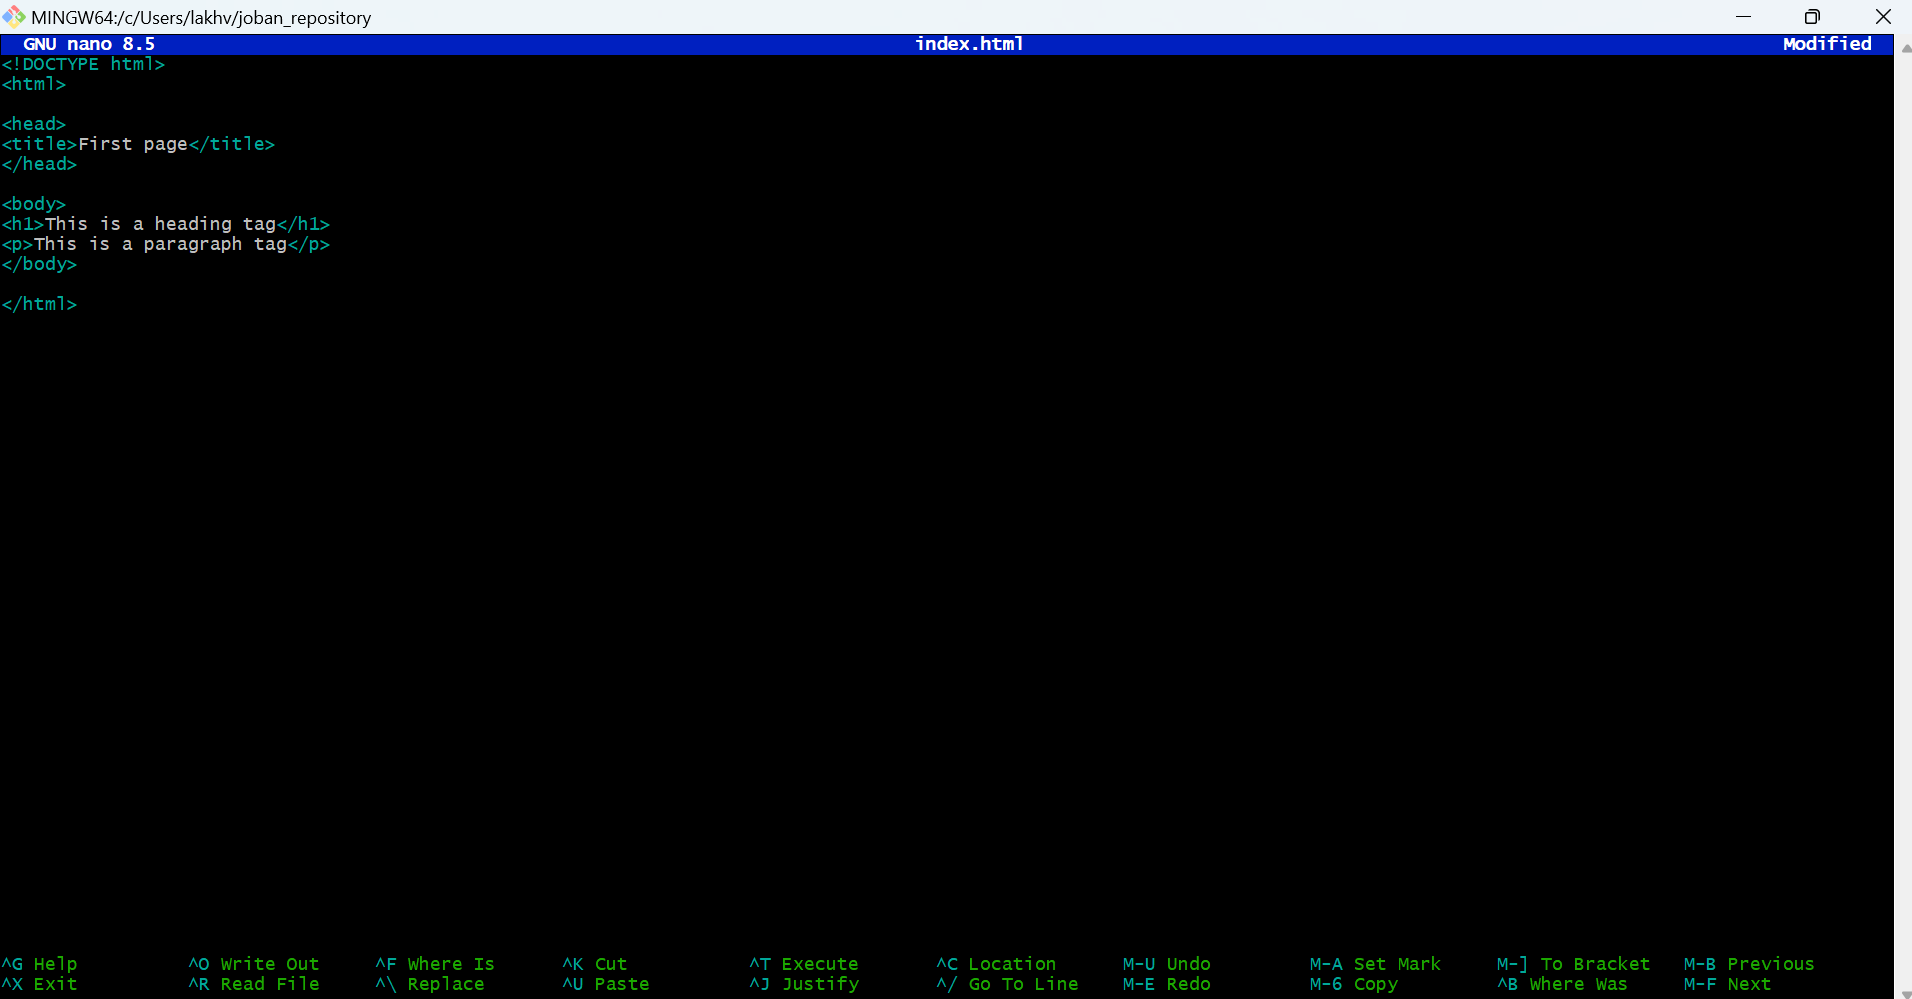 MINGW64:/c/Users/lakhv/joban_repository
GNU nano 8.5 index.html Modified
<!DOCTYPE html>
<html>
<head>
<title>First page</title>
</head>
<body>
<h1>This is a heading tag</h1>
<p>This is a paragraph tag</p>
</body>
</html>
^G Help ^O Write Out ^F Where Is ^K Cut ^T Execute ^C Location M-U Undo M-A Set Mark M-] To Bracket M-B Previous
^X Exit ^R Read File ^\ Replace ^U Paste ^J Justify ^/ Go To Line M-E Redo M-6 Copy ^B Where Was M-F Next